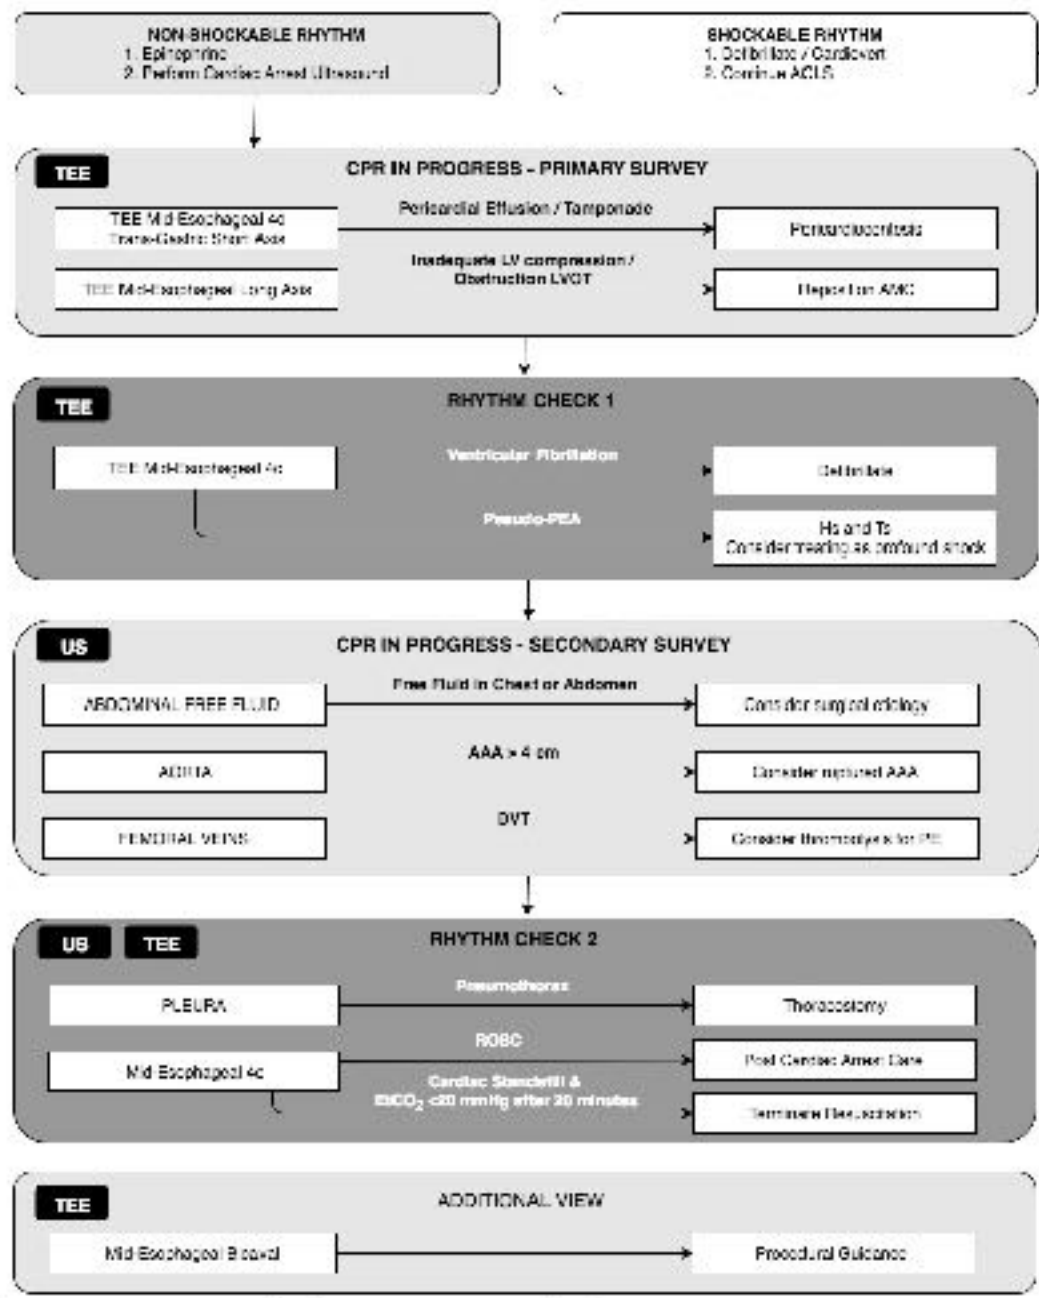 NON-SHOCKABLE RHYTHM
1. Epinephrine
2. Perform Cardiac Arrest Ultrasound
SHOCKABLE RHYTHM
1. Defibrillate / Cardiovert
2. Continue ACLS
TEE
CPR IN PROGRESS - PRIMARY SURVEY
TEE Mid-Esophageal 4c
Trans-Gastric Short Axis
Pericardial Effusion / Tamponade
Pericardiocentesis
TEE Mid-Esophageal Long Axis
Inadequate LV compression /
Obstruction LVOT
Reposition AMC
TEE
RHYTHM CHECK 1
TEE Mid-Esophageal 4c
Ventricular Fibrillation
Defibrillate
Pseudo-PEA
Hs and Ts
Consider treating as profound shock
US
CPR IN PROGRESS - SECONDARY SURVEY
ABDOMINAL FREE FLUID
Free Fluid in Chest or Abdomen
Consider surgical etiology
AORTA
AAA > 4 cm
Consider ruptured AAA
FEMORAL VEINS
DVT
Consider thrombolysis for PE
US
TEE
RHYTHM CHECK 2
PLEURA
Pneumothorax
Thoracostomy
Mid-Esophageal 4c
ROSC
Post Cardiac Arrest Care
Cardiac Standstill &
EtCO₂ <20 mmHg after 20 minutes
Terminate Resuscitation
TEE
ADDITIONAL VIEW
Mid-Esophageal Bicaval
Procedural Guidance